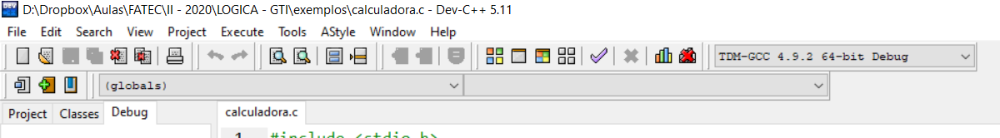 D:\Dropbox\Aulas\FATEC\II - 2020\LOGICA - GTI\exemplos\calculadora.c - Dev-C++ 5.11
File Edit Search View Project Execute Tools AStyle Window Help
TDM-GCC 4.9.2 64-bit Debug
(globals)
Project Classes Debug calculadora.c
1 #include <stdio.h>